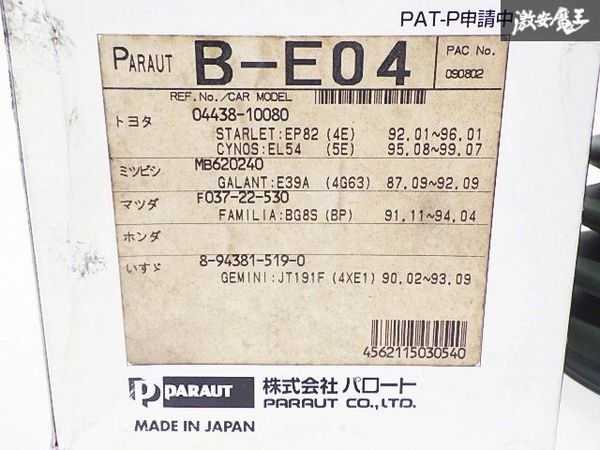 PAT-P申請中
激安魔王
PARAUT B-E04 PAC No.
090802
REF.No./CAR MODEL
トヨタ 04438-10080
STARLET:EP82 (4E) 92.01~96.01
CYNOS:EL54 (5E) 95.08~99.07
ミツビシ MB620240
GALANT:E39A (4G63) 87.09~92.09
マツダ F037-22-530
FAMILIA:BG8S (BP) 91.11~94.04
ホンダ
いすゞ 8-94381-519-0
GEMINI:JT191F (4XE1) 90.02~93.09
4562115030540
PARAUT 株式会社 パロート
PARAUT CO.,LTD.
MADE IN JAPAN